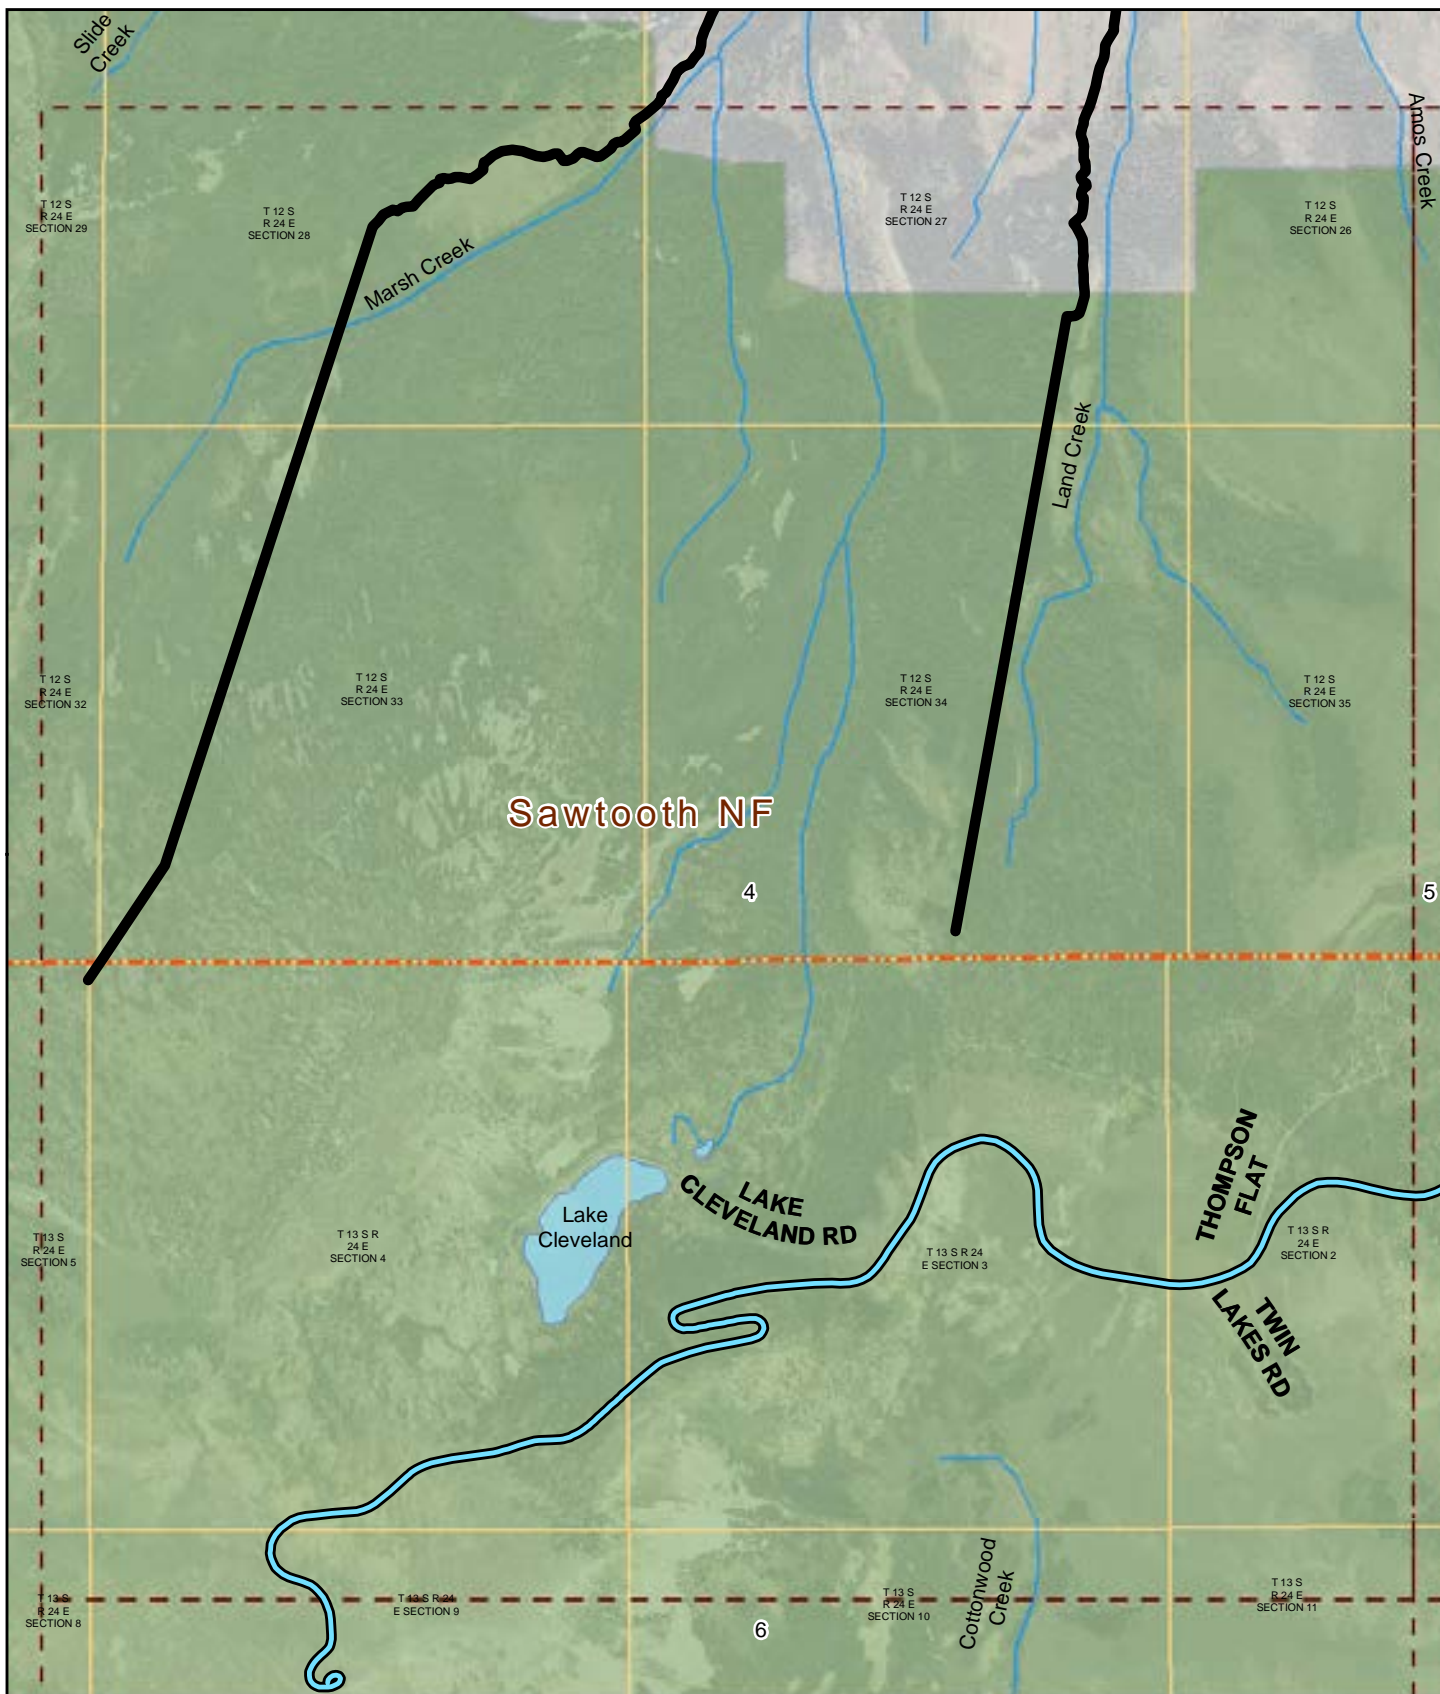 Slide
Creek
Amos Creek
T 12 S
R 24 E
SECTION 29
T 12 S
R 24 E
SECTION 28
T 12 S
R 24 E
SECTION 27
T 12 S
R 24 E
SECTION 26
Marsh Creek
Land Creek
T 12 S
R 24 E
SECTION 32
T 12 S
R 24 E
SECTION 33
T 12 S
R 24 E
SECTION 34
T 12 S
R 24 E
SECTION 35
Sawtooth NF
4
5
LAKE
CLEVELAND RD
THOMPSON
FLAT
Lake
Cleveland
T 13 S
R 24 E
SECTION 5
T 13 S R
24 E
SECTION 4
T 13 S R 24
E SECTION 3
T 13 S R
24 E
SECTION 2
TWIN
LAKES RD
Cottonwood
Creek
T 13 S
R 24 E
SECTION 8
T 13 S R 24
E SECTION 9
T 13 S
R 24 E
SECTION 10
T 13 S
R 24 E
SECTION 11
6